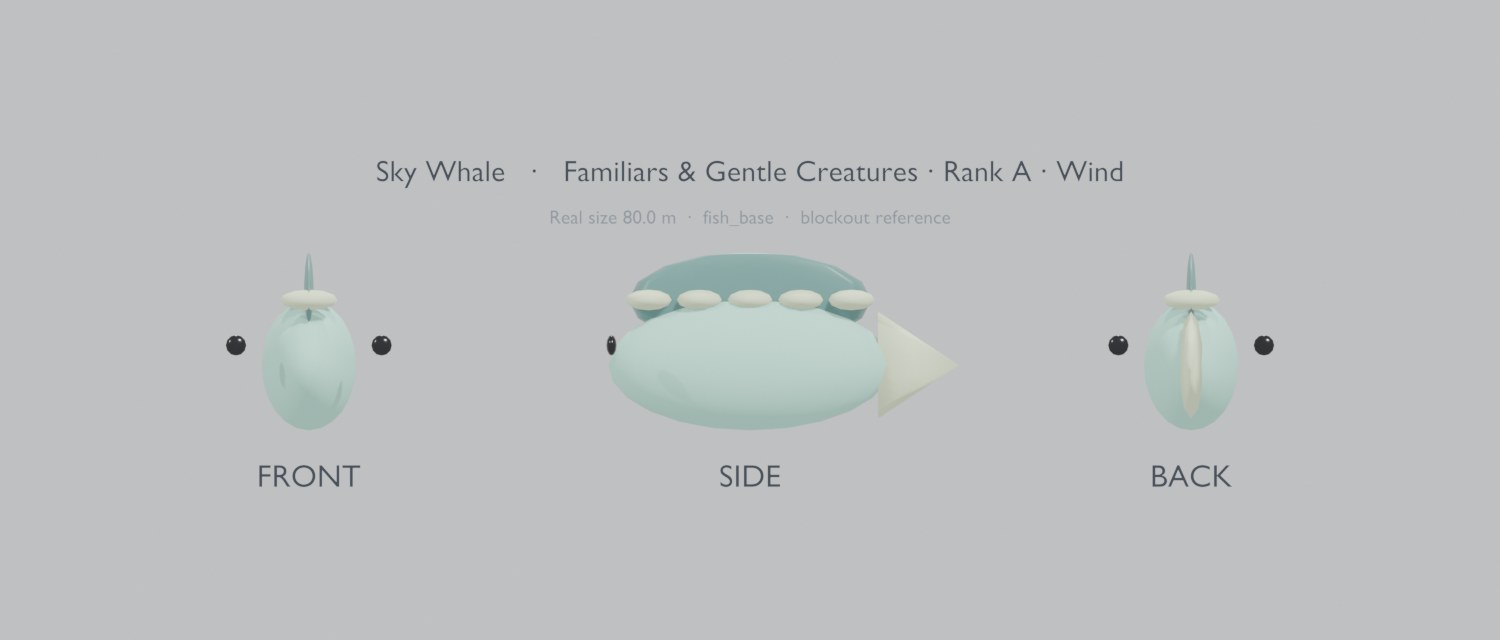 Sky Whale · Familiars & Gentle Creatures · Rank A · Wind
Real size 80.0 m · fish_base · blockout reference
FRONT
SIDE
BACK